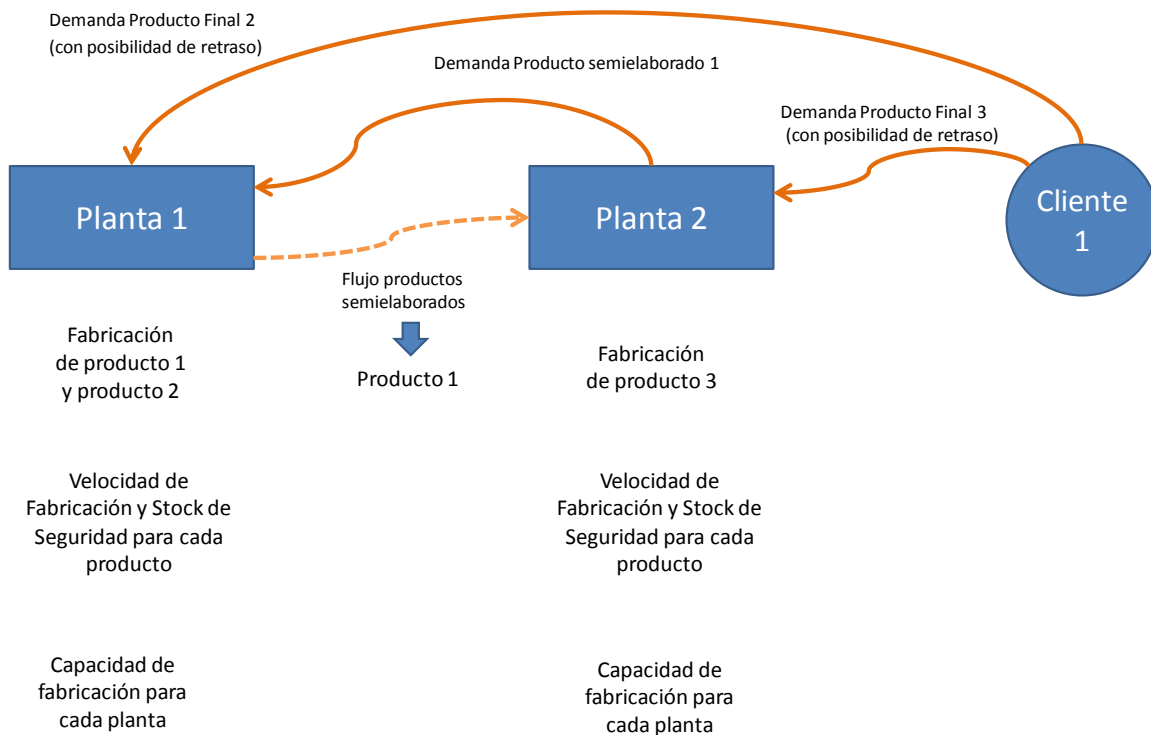 Demanda Producto Final 2
(con posibilidad de retraso)
Demanda Producto semielaborado 1
Demanda Producto Final 3
(con posibilidad de retraso)
Planta 1
Planta 2
Cliente
1
Flujo productos
semielaborados
Producto 1
Fabricación
de producto 1
y producto 2
Fabricación
de producto 3
Velocidad de
Fabricación y Stock de
Seguridad para cada
producto
Velocidad de
Fabricación y Stock de
Seguridad para cada
producto
Capacidad de
fabricación para
cada planta
Capacidad de
fabricación para
cada planta